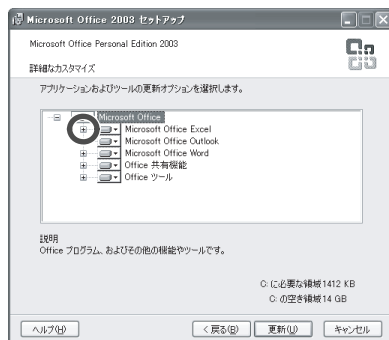 Microsoft Office 2003 セットアップ
Microsoft Office Personal Edition 2003
詳細なカスタマイズ
アプリケーションおよびツールの更新オプションを選択します。
Microsoft Office
Microsoft Office Excel
Microsoft Office Outlook
Microsoft Office Word
Office 共有機能
Office ツール
説明
Office プログラム、およびその他の機能やツールです。
C: に必要な領域1412 KB
C: の空き領域14 GB
ヘルプ(H)
< 戻る(B)
更新(U)
キャンセル